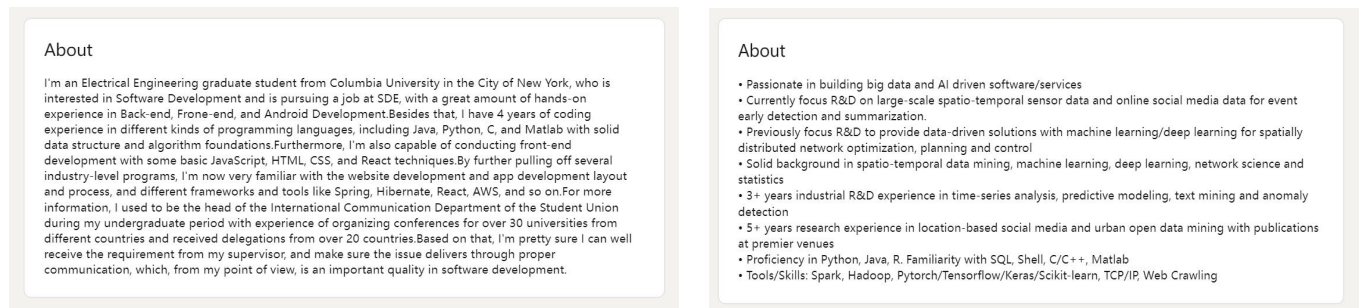 About
I'm an Electrical Engineering graduate student from Columbia University in the City of New York, who is
interested in Software Development and is pursuing a job at SDE, with a great amount of hands-on
experience in Back-end, Frone-end, and Android Development.Besides that, I have 4 years of coding
experience in different kinds of programming languages, including Java, Python, C, and Matlab with solid
data structure and algorithm foundations.Furthermore, I'm also capable of conducting front-end
development with some basic JavaScript, HTML, CSS, and React techniques.By further pulling off several
industry-level programs, I'm now very familiar with the website development and app development layout
and process, and different frameworks and tools like Spring, Hibernate, React, AWS, and so on.For more
information, I used to be the head of the International Communication Department of the Student Union
during my undergraduate period with experience of organizing conferences for over 30 universities from
different countries and received delegations from over 20 countries.Based on that, I'm pretty sure I can well
receive the requirement from my supervisor, and make sure the issue delivers through proper
communication, which, from my point of view, is an important quality in software development.
About
• Passionate in building big data and AI driven software/services
• Currently focus R&D on large-scale spatio-temporal sensor data and online social media data for event
early detection and summarization.
• Previously focus R&D to provide data-driven solutions with machine learning/deep learning for spatially
distributed network optimization, planning and control
• Solid background in spatio-temporal data mining, machine learning, deep learning, network science and
statistics
• 3+ years industrial R&D experience in time-series analysis, predictive modeling, text mining and anomaly
detection
• 5+ years research experience in location-based social media and urban open data mining with publications
at premier venues
• Proficiency in Python, Java, R. Familiarity with SQL, Shell, C/C++, Matlab
• Tools/Skills: Spark, Hadoop, Pytorch/Tensorflow/Keras/Scikit-learn, TCP/IP, Web Crawling